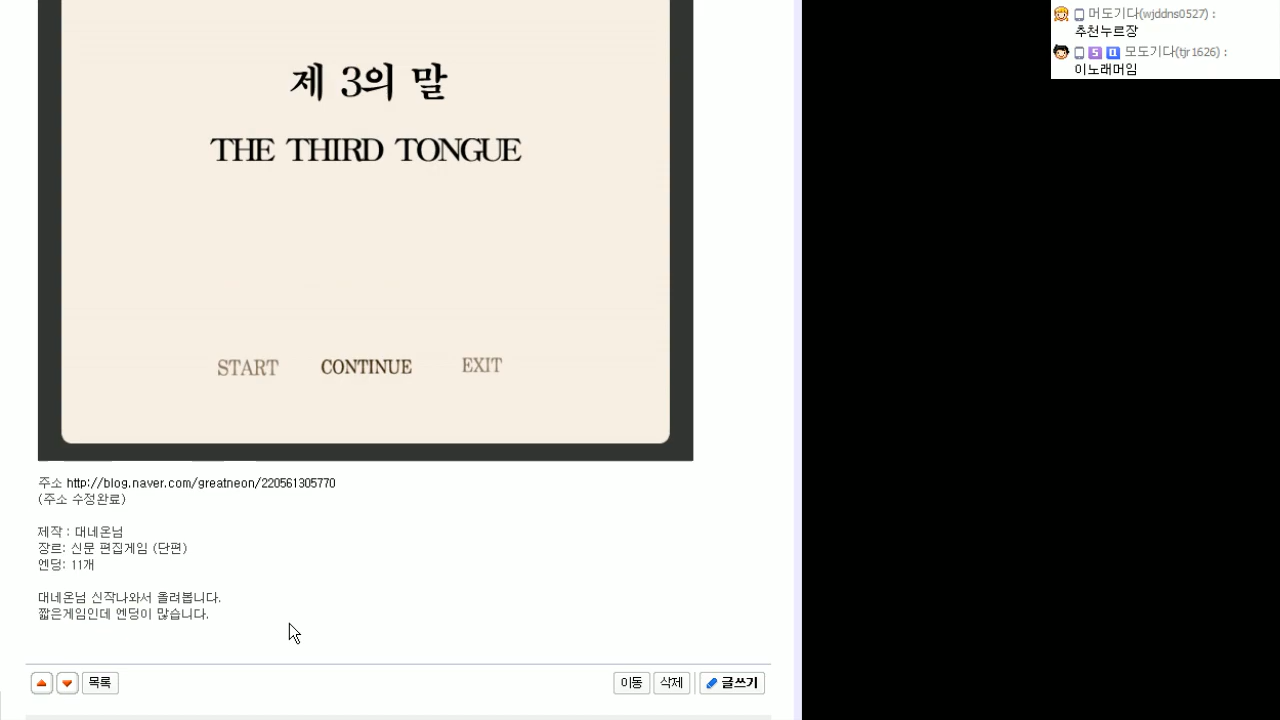 제 3의 말
THE THIRD TONGUE
START CONTINUE EXIT
주소 http://blog.naver.com/greatneon/220561305770
(주소 수정완료)
제작 : 대네온님
장르: 신문 편집게임 (단편)
엔딩: 11개
대네온님 신작나와서 올려봅니다.
짧은게임인데 엔딩이 많습니다.
목록
이동 삭제 글쓰기
머도기다(wjddns0527) :
추천누르장
모도기다(tjr1626) :
이노래머임